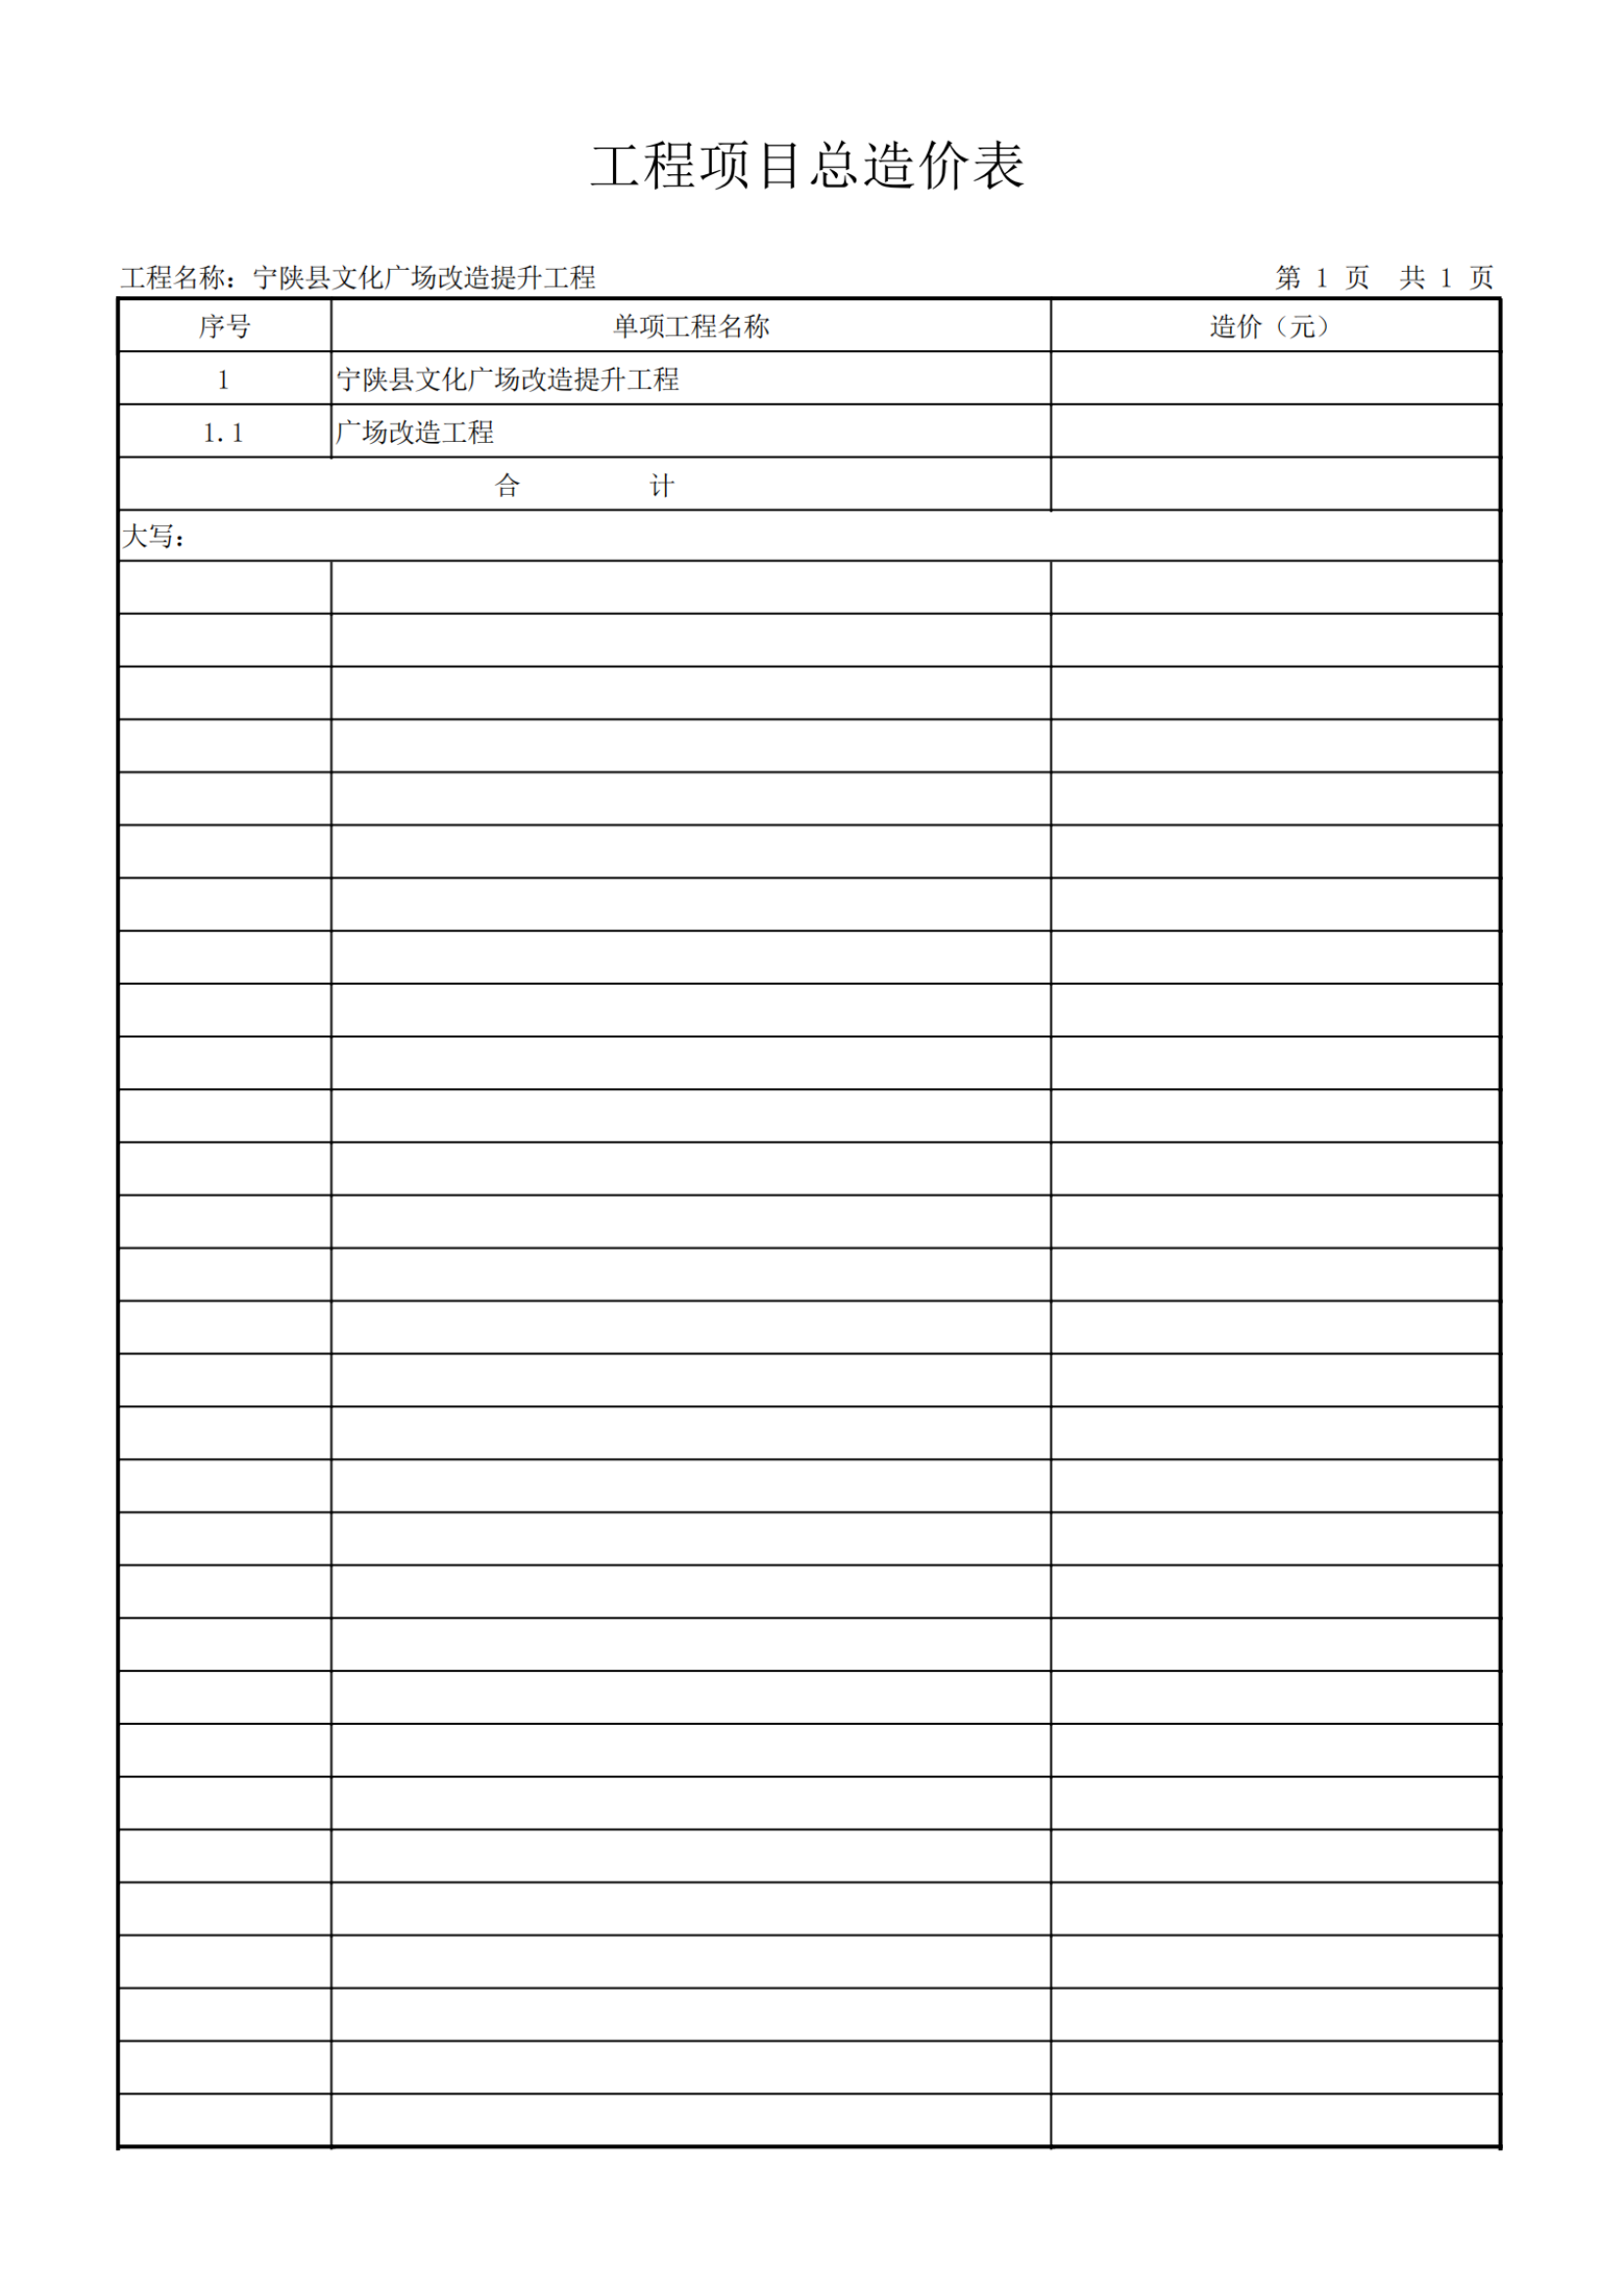 工程项目总造价表
工程名称：宁陕县文化广场改造提升工程 第 1 页 共 1 页
序号 单项工程名称 造价（元）
1 宁陕县文化广场改造提升工程
1.1 广场改造工程
合 计
大写：